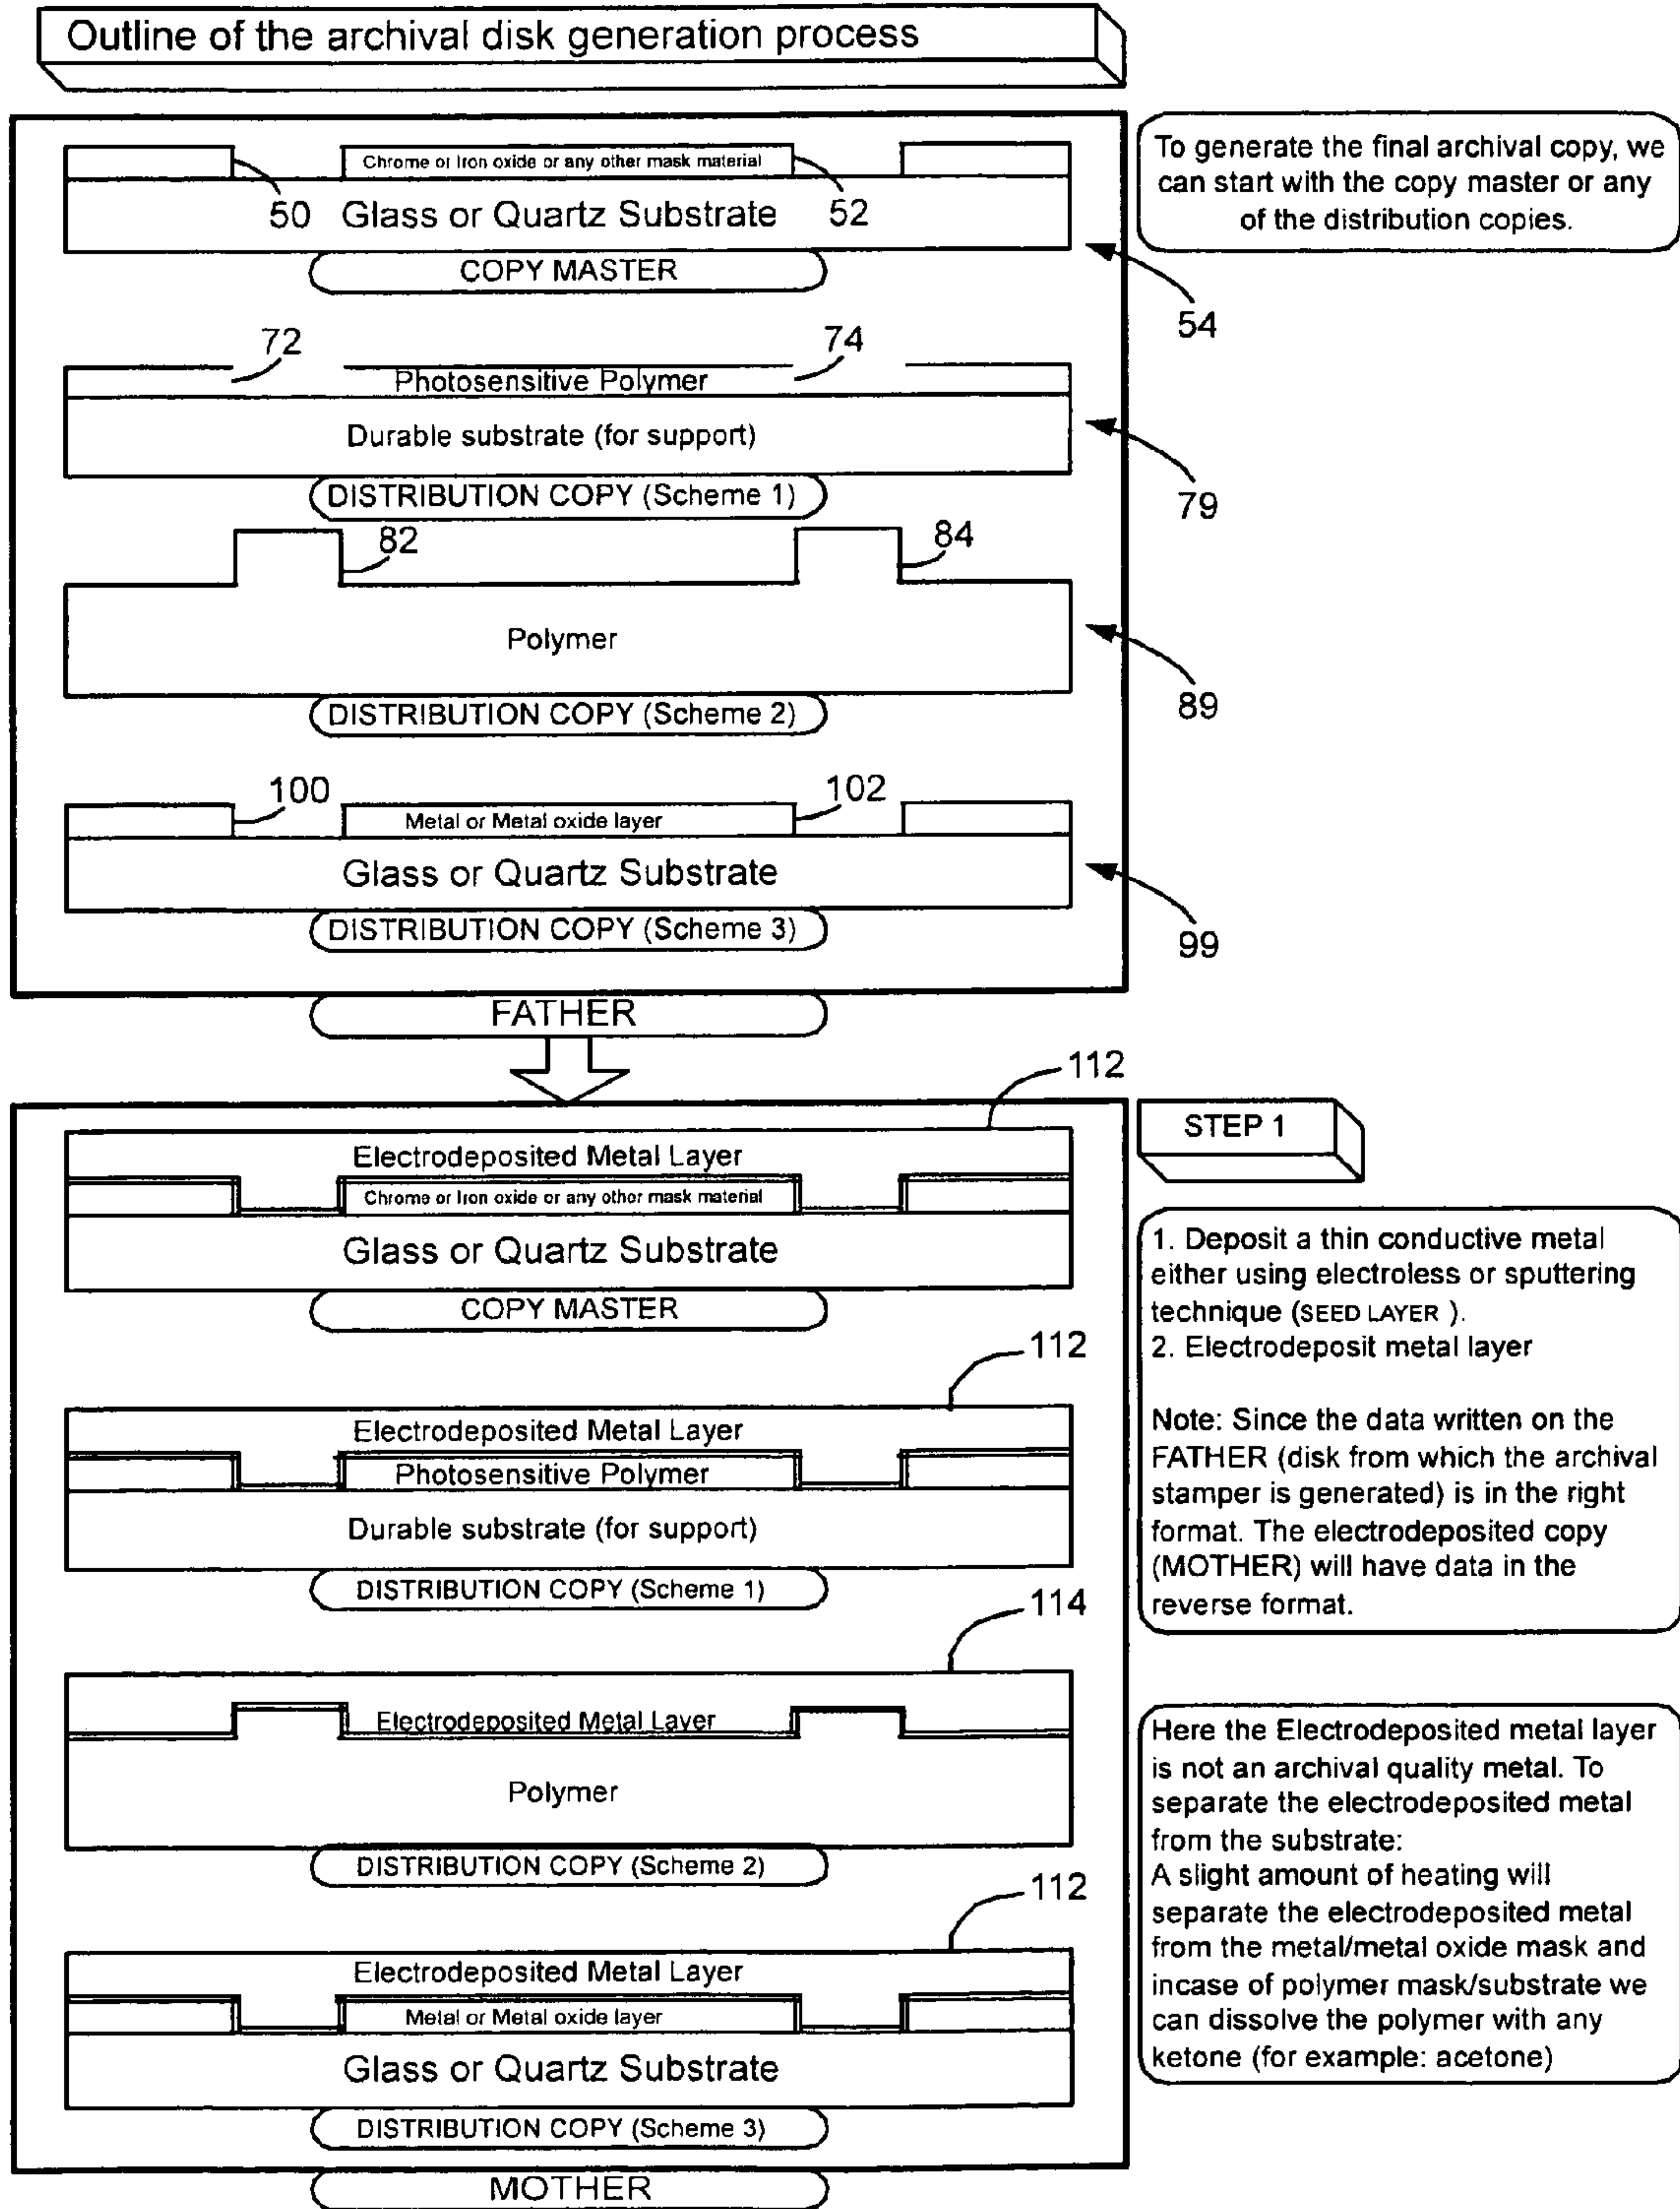 Outline of the archival disk generation process
Chrome or Iron oxide or any other mask material
50
Glass or Quartz Substrate
52
COPY MASTER
54
To generate the final archival copy, we
can start with the copy master or any
of the distribution copies.
72
74
Photosensitive Polymer
Durable substrate (for support)
DISTRIBUTION COPY (Scheme 1)
79
82
84
Polymer
DISTRIBUTION COPY (Scheme 2)
89
100
102
Metal or Metal oxide layer
Glass or Quartz Substrate
DISTRIBUTION COPY (Scheme 3)
99
FATHER
112
Electrodeposited Metal Layer
Chrome or Iron oxide or any other mask material
Glass or Quartz Substrate
COPY MASTER
112
Electrodeposited Metal Layer
Photosensitive Polymer
Durable substrate (for support)
DISTRIBUTION COPY (Scheme 1)
114
Electrodeposited Metal Layer
Polymer
DISTRIBUTION COPY (Scheme 2)
112
Electrodeposited Metal Layer
Metal or Metal oxide layer
Glass or Quartz Substrate
DISTRIBUTION COPY (Scheme 3)
MOTHER
STEP 1
1. Deposit a thin conductive metal
either using electroless or sputtering
technique (SEED LAYER ).
2. Electrodeposit metal layer
Note: Since the data written on the
FATHER (disk from which the archival
stamper is generated) is in the right
format. The electrodeposited copy
(MOTHER) will have data in the
reverse format.
Here the Electrodeposited metal layer
is not an archival quality metal. To
separate the electrodeposited metal
from the substrate:
A slight amount of heating will
separate the electrodeposited metal
from the metal/metal oxide mask and
incase of polymer mask/substrate we
can dissolve the polymer with any
ketone (for example: acetone)